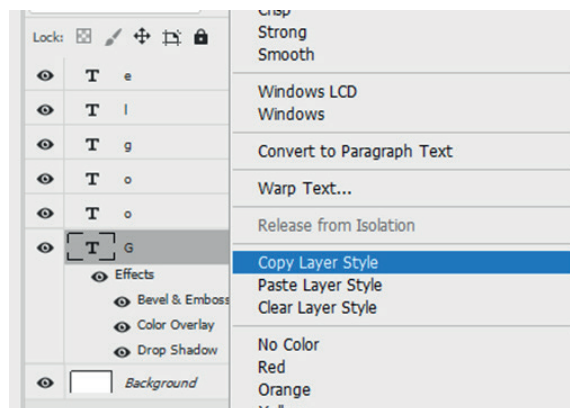 Lock:
T e
T l
T g
T o
T o
T G
Effects
Bevel & Emboss
Color Overlay
Drop Shadow
Background
Crisp
Strong
Smooth
Windows LCD
Windows
Convert to Paragraph Text
Warp Text...
Release from Isolation
Copy Layer Style
Paste Layer Style
Clear Layer Style
No Color
Red
Orange